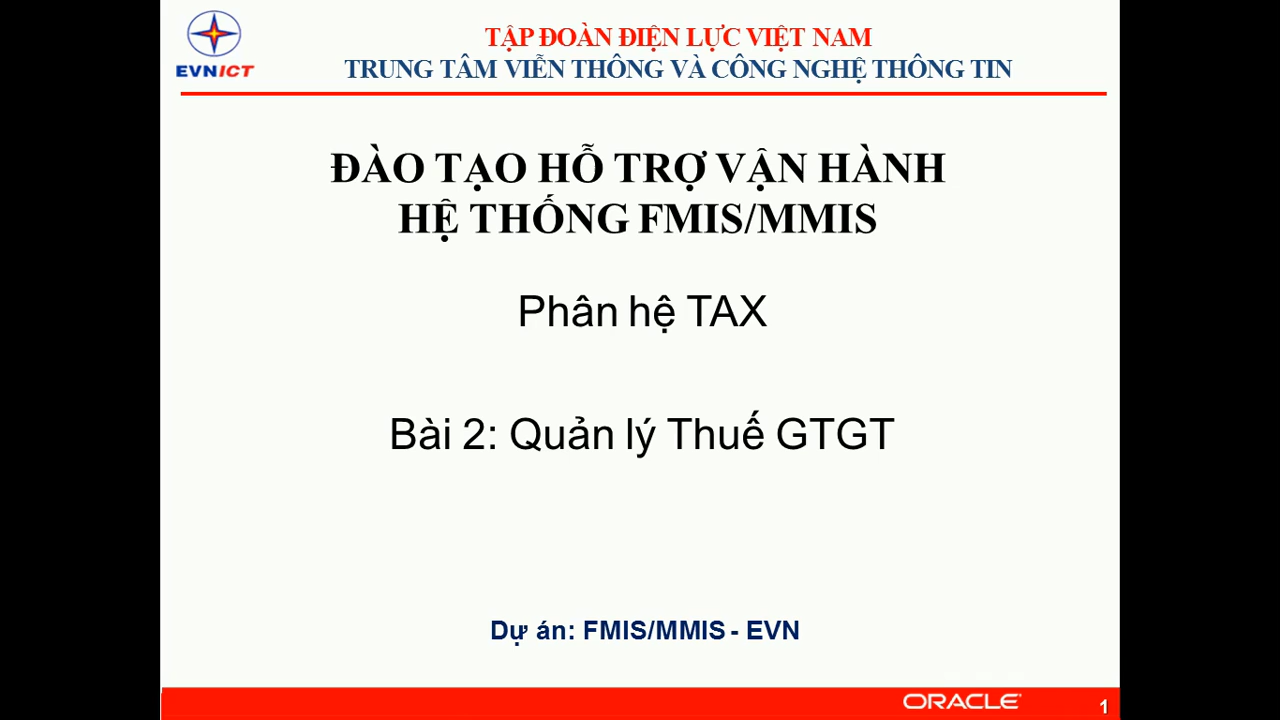 EVNICT
TẬP ĐOÀN ĐIỆN LỰC VIỆT NAM
TRUNG TÂM VIỄN THÔNG VÀ CÔNG NGHỆ THÔNG TIN
ĐÀO TẠO HỖ TRỢ VẬN HÀNH
HỆ THỐNG FMIS/MMIS
Phân hệ TAX
Bài 2: Quản lý Thuế GTGT
Dự án: FMIS/MMIS - EVN
ORACLE
1